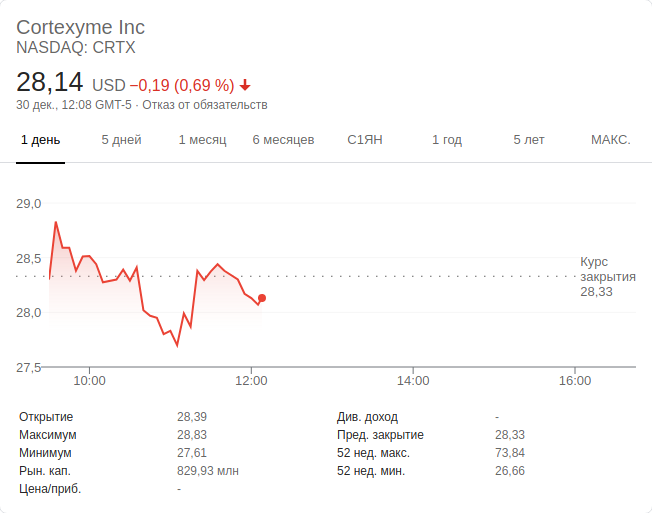 Cortexyme Inc
NASDAQ: CRTX
28,14 USD −0,19 (0,69 %)
30 дек., 12:08 GMT-5 · Отказ от обязательств
1 день 5 дней 1 месяц 6 месяцев С1ЯН 1 год 5 лет МАКС.
29,0
28,5
28,0
27,5
Курс
закрытия
28,33
10:00 12:00 14:00 16:00
Открытие 28,39 Див. доход -
Максимум 28,83 Пред. закрытие 28,33
Минимум 27,61 52 нед. макс. 73,84
Рын. кап. 829,93 млн 52 нед. мин. 26,66
Цена/приб. -